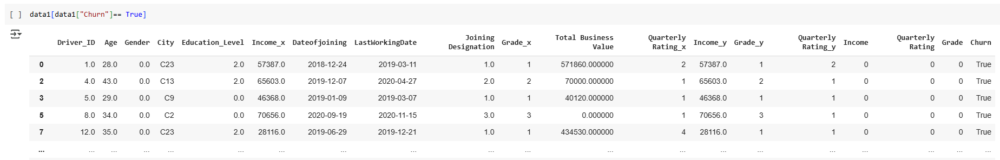 [ ] data1[data1["Churn"]== True]
Driver_ID Age Gender City Education_Level Income_x Dateofjoining LastWorkingDate Joining Designation Grade_x Total Business Value Quarterly Rating_x Income_y Grade_y Quarterly Rating_y Income Quarterly Rating Grade Churn
0 1.0 28.0 0.0 C23 2.0 57387.0 2018-12-24 2019-03-11 1.0 1 571860.000000 2 57387.0 1 2 0 0 0 True
2 4.0 43.0 0.0 C13 2.0 65603.0 2019-12-07 2020-04-27 2.0 2 70000.000000 1 65603.0 2 1 0 0 0 True
3 5.0 29.0 0.0 C9 0.0 46368.0 2019-01-09 2019-03-07 1.0 1 40120.000000 1 46368.0 1 1 0 0 0 True
5 8.0 34.0 0.0 C2 0.0 70656.0 2020-09-19 2020-11-15 3.0 3 0.000000 1 70656.0 3 1 0 0 0 True
7 12.0 35.0 0.0 C23 2.0 28116.0 2019-06-29 2019-12-21 1.0 1 434530.000000 4 28116.0 1 1 0 0 0 True
... ... ... ... ... ... ... ... ... ... ... ... ... ... ... ... ... ... ... ...